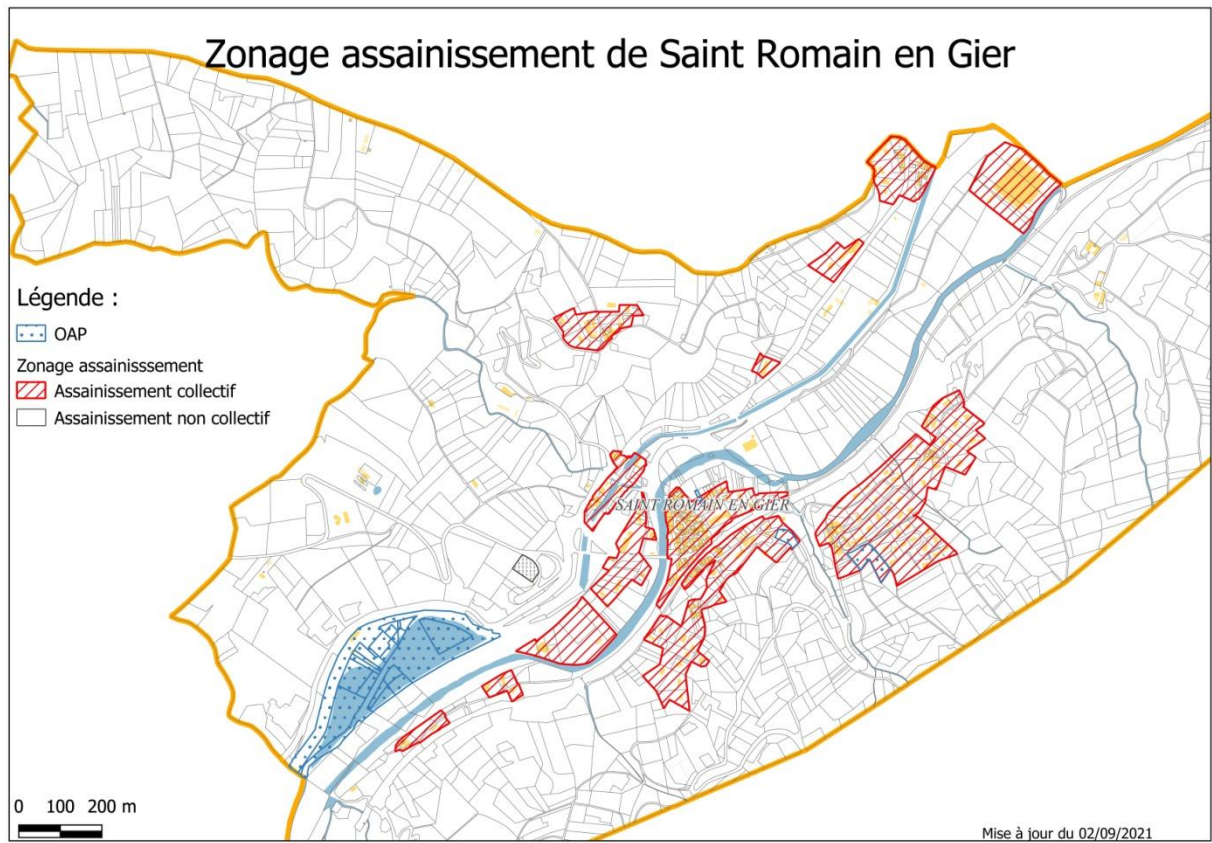 Zonage assainissement de Saint Romain en Gier
Légende :
OAP
Zonage assainisssement
Assainissement collectif
Assainissement non collectif
SAINT ROMAIN EN GIER
0 100 200 m
Mise à jour du 02/09/2021